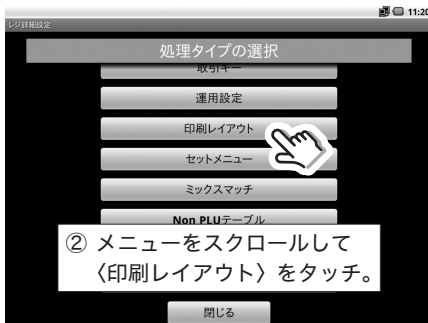 11:20
レジ詳細設定
処理タイプの選択
取引キー
運用設定
印刷レイアウト
セットメニュー
ミックスマッチ
Non PLUテーブル
② メニューをスクロールして
〈印刷レイアウト〉をタッチ。
閉じる